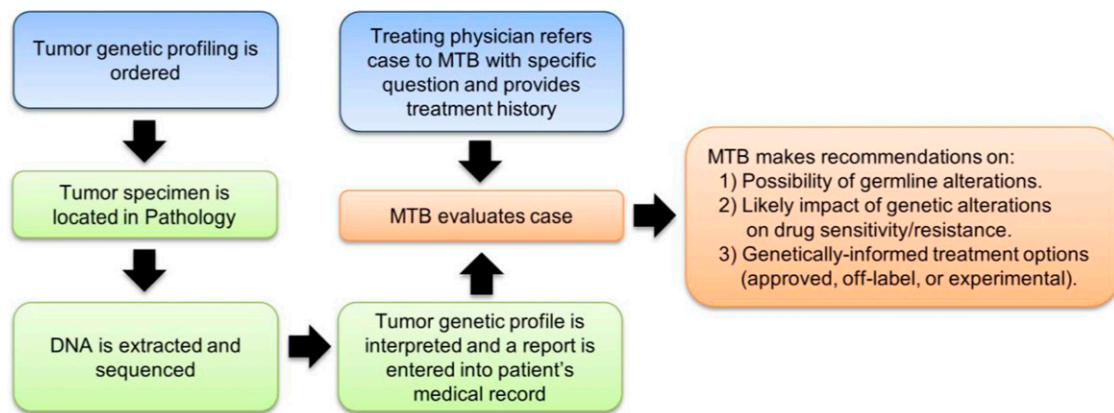 Tumor genetic profiling is
ordered
Tumor specimen is
located in Pathology
DNA is extracted and
sequenced
Treating physician refers
case to MTB with specific
question and provides
treatment history
MTB evaluates case
Tumor genetic profile is
interpreted and a report is
entered into patient’s
medical record
MTB makes recommendations on:
1) Possibility of germline alterations.
2) Likely impact of genetic alterations
on drug sensitivity/resistance.
3) Genetically-informed treatment options
(approved, off-label, or experimental).